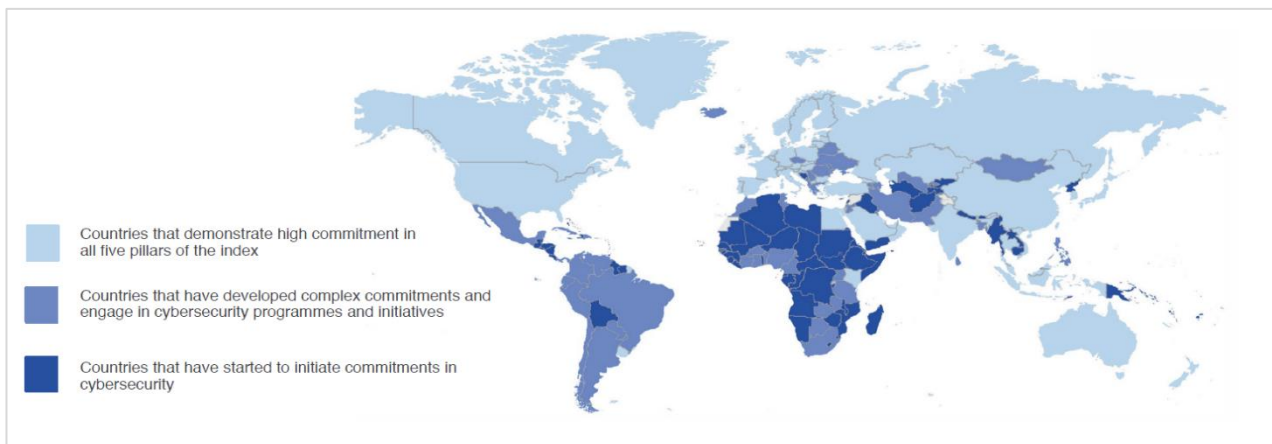 Countries that demonstrate high commitment in
all five pillars of the index
Countries that have developed complex commitments and
engage in cybersecurity programmes and initiatives
Countries that have started to initiate commitments in
cybersecurity